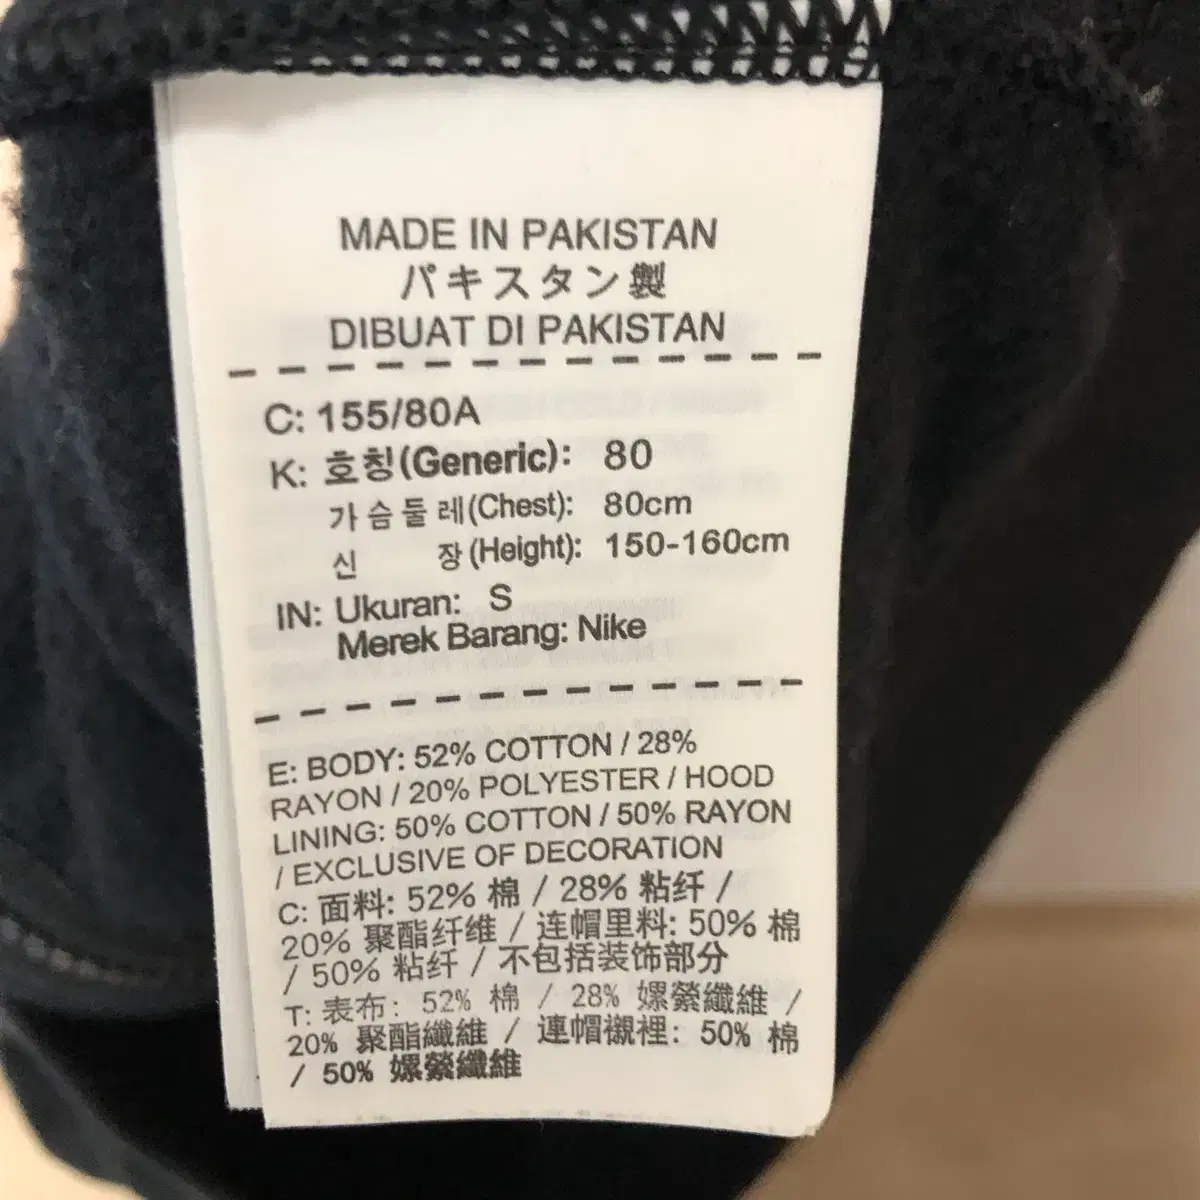 MADE IN PAKISTAN
パキスタン製
DIBUAT DI PAKISTAN
C: 155/80A
K: 호칭(Generic): 80
가슴둘레(Chest): 80cm
신 장(Height): 150-160cm
IN: Ukuran: S
Merek Barang: Nike
E: BODY: 52% COTTON / 28%
RAYON / 20% POLYESTER / HOOD
LINING: 50% COTTON / 50% RAYON
/ EXCLUSIVE OF DECORATION
C: 面料: 52% 棉 / 28% 粘纤 /
20% 聚酯纤维 / 连帽里料: 50% 棉
/ 50% 粘纤 / 不包括装饰部分
T: 表布: 52% 棉 / 28% 嫘縈纖維 /
20% 聚酯纖維 / 連帽襯裡: 50% 棉
/ 50% 嫘縈纖維